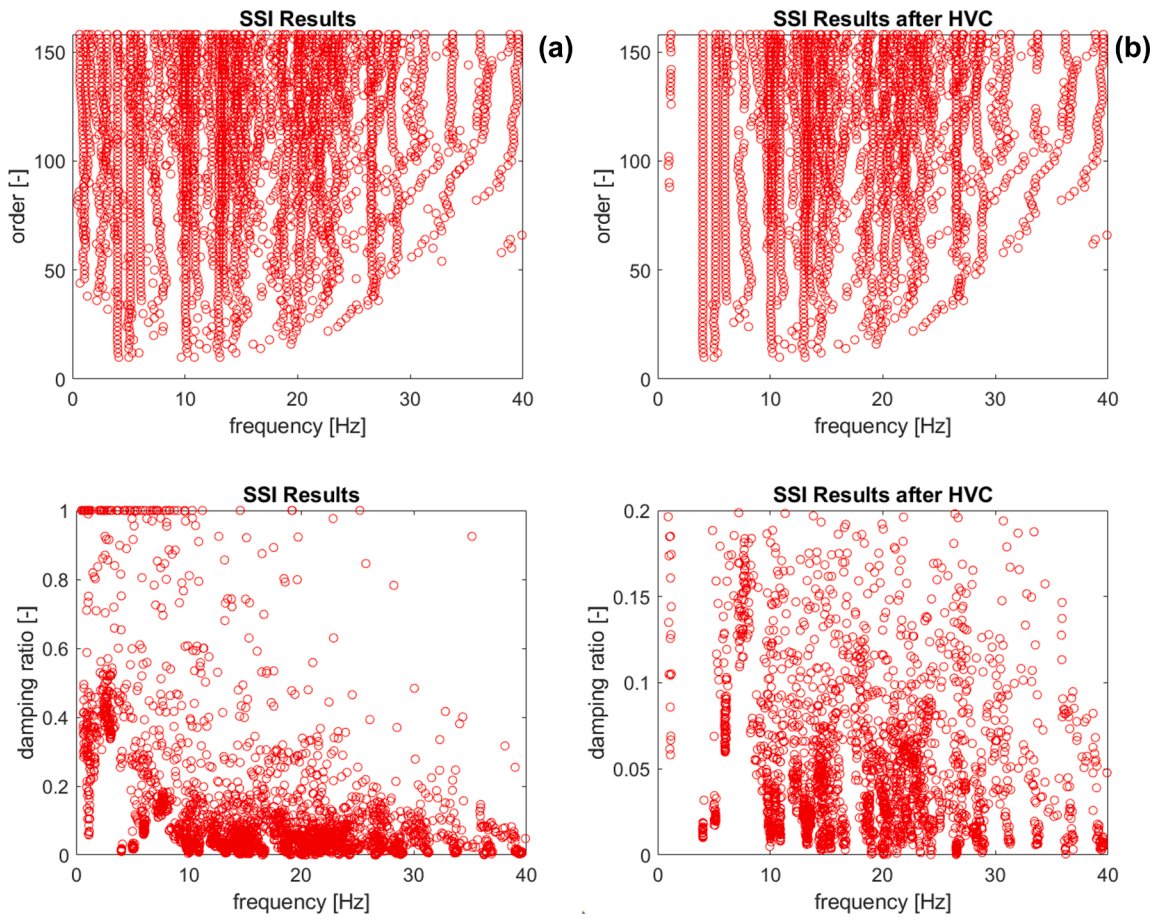 SSI Results
(a)
order [-]
150
100
50
0
0 10 20 30 40
frequency [Hz]
SSI Results after HVC
(b)
order [-]
150
100
50
0
0 10 20 30 40
frequency [Hz]
SSI Results
damping ratio [-]
1
0.8
0.6
0.4
0.2
0
0 10 20 30 40
frequency [Hz]
SSI Results after HVC
damping ratio [-]
0.2
0.15
0.1
0.05
0
0 10 20 30 40
frequency [Hz]